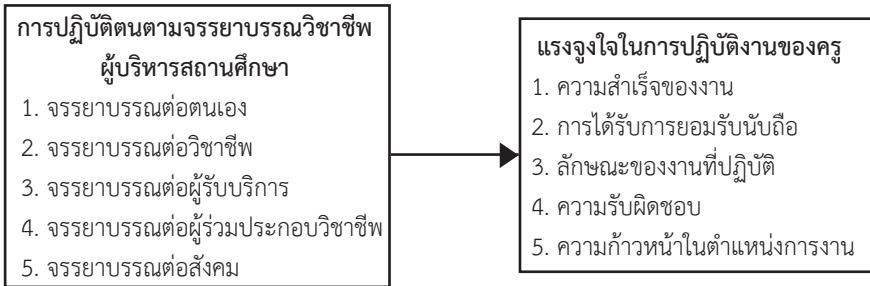 การปฏิบัติตนตามจรรยาบรรณวิชาชีพ
ผู้บริหารสถานศึกษา
1. จรรยาบรรณต่อตนเอง
2. จรรยาบรรณต่อวิชาชีพ
3. จรรยาบรรณต่อผู้รับบริการ
4. จรรยาบรรณต่อผู้ร่วมประกอบวิชาชีพ
5. จรรยาบรรณต่อสังคม
แรงจูงใจในการปฏิบัติงานของครู
1. ความสำเร็จของงาน
2. การได้รับการยอมรับนับถือ
3. ลักษณะของงานที่ปฏิบัติ
4. ความรับผิดชอบ
5. ความก้าวหน้าในตำแหน่งการงาน